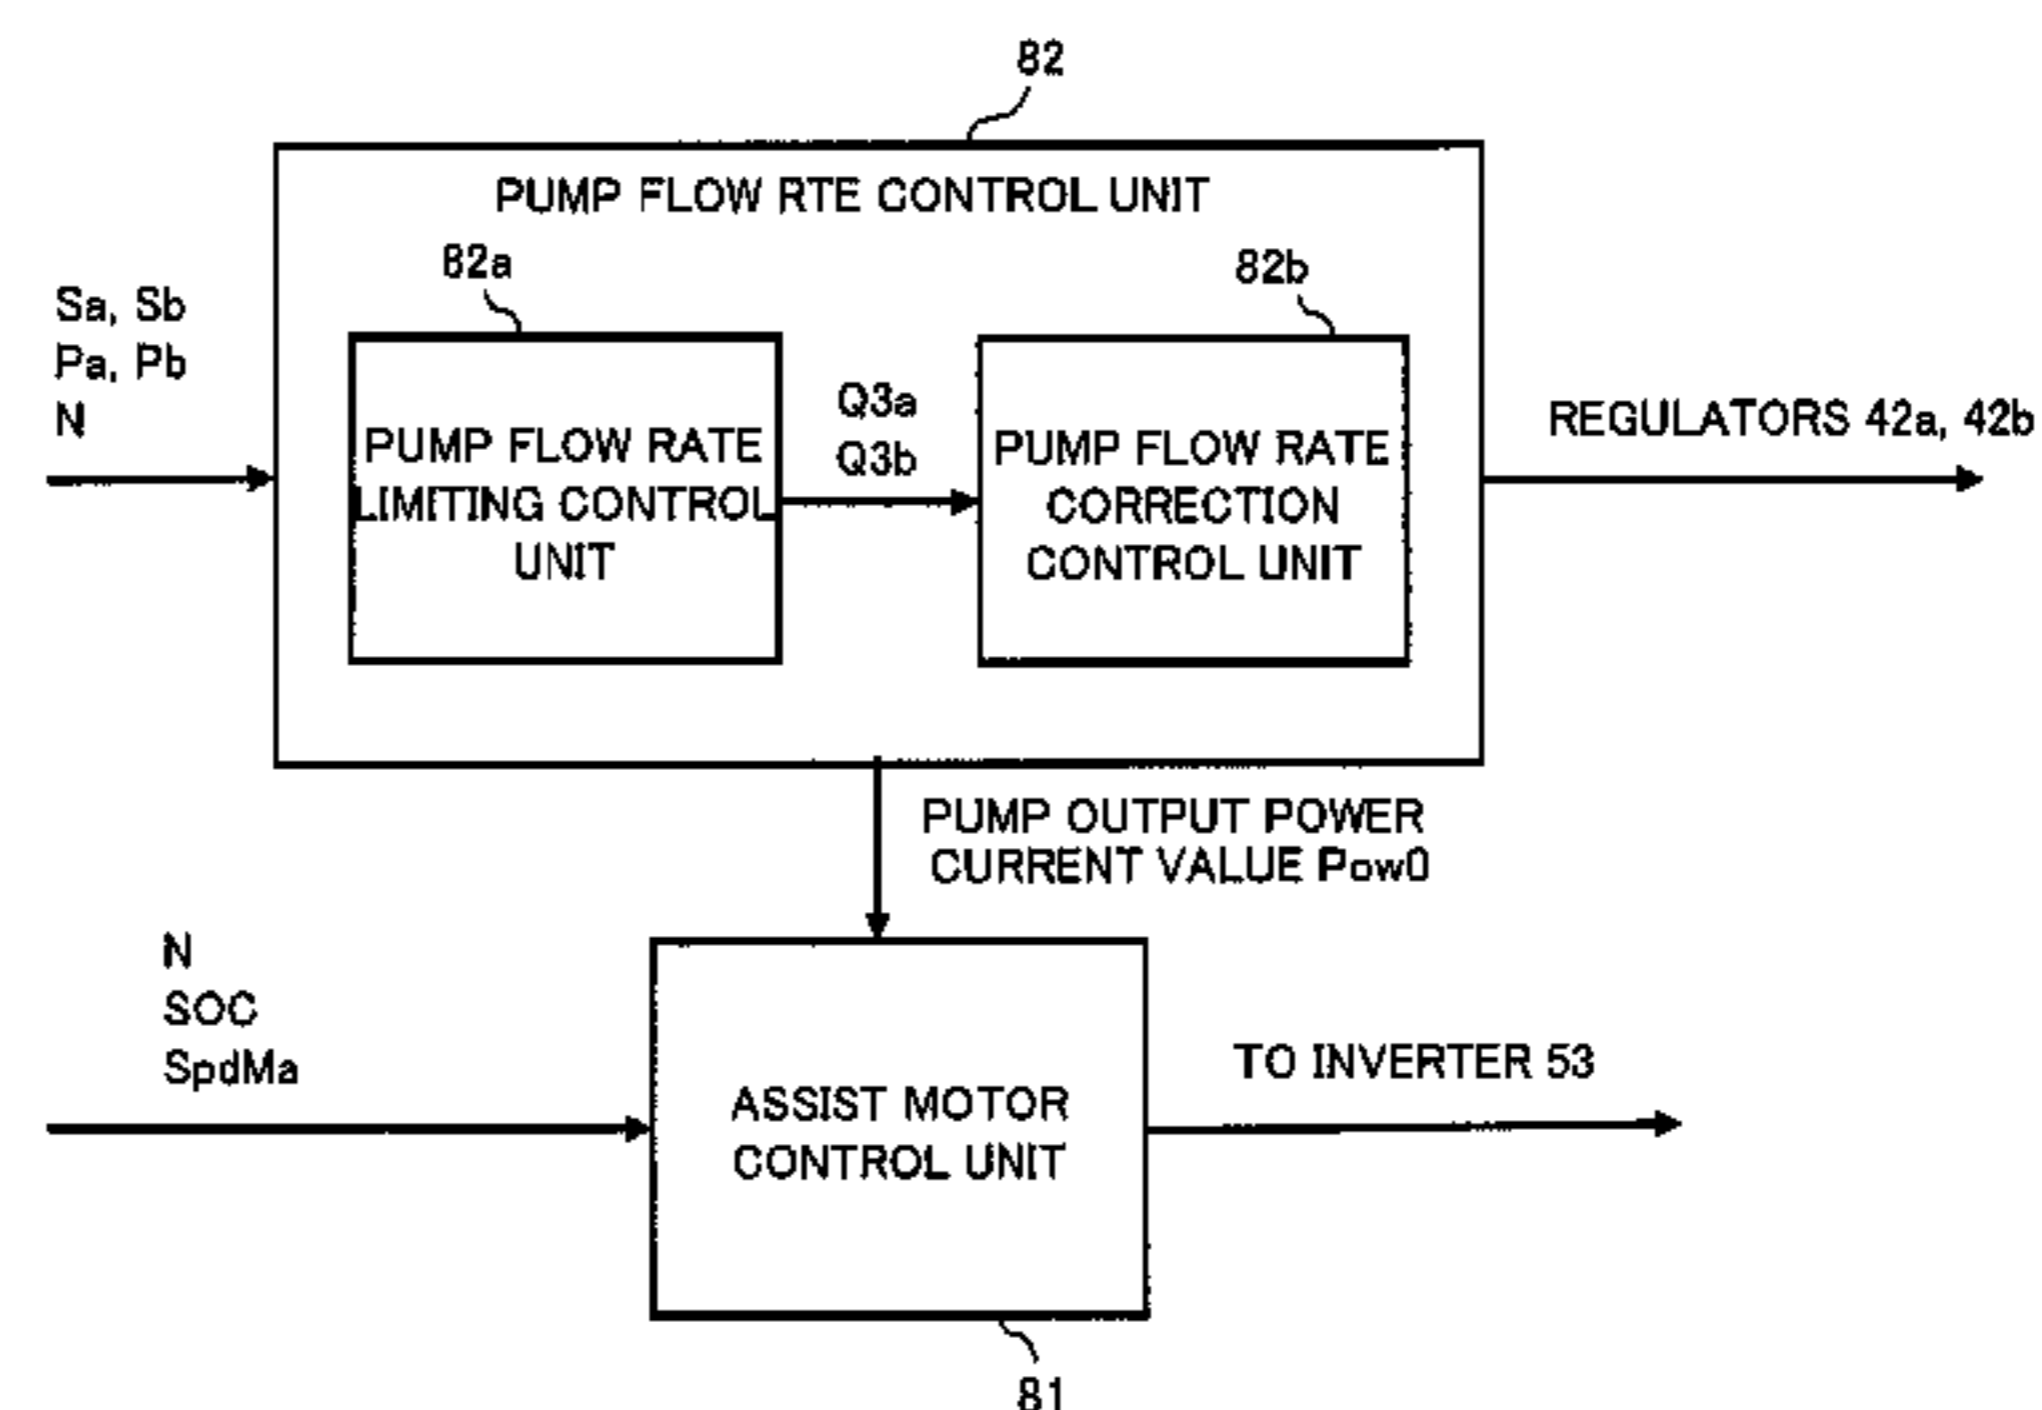 82
PUMP FLOW RTE CONTROL UNIT
82a
82b
Sa, Sb
Pa, Pb
N
PUMP FLOW RATE
LIMITING CONTROL
UNIT
Q3a
Q3b
PUMP FLOW RATE
CORRECTION
CONTROL UNIT
REGULATORS 42a, 42b
PUMP OUTPUT POWER
CURRENT VALUE Pow0
N
SOC
SpdMa
ASSIST MOTOR
CONTROL UNIT
TO INVERTER 53
81